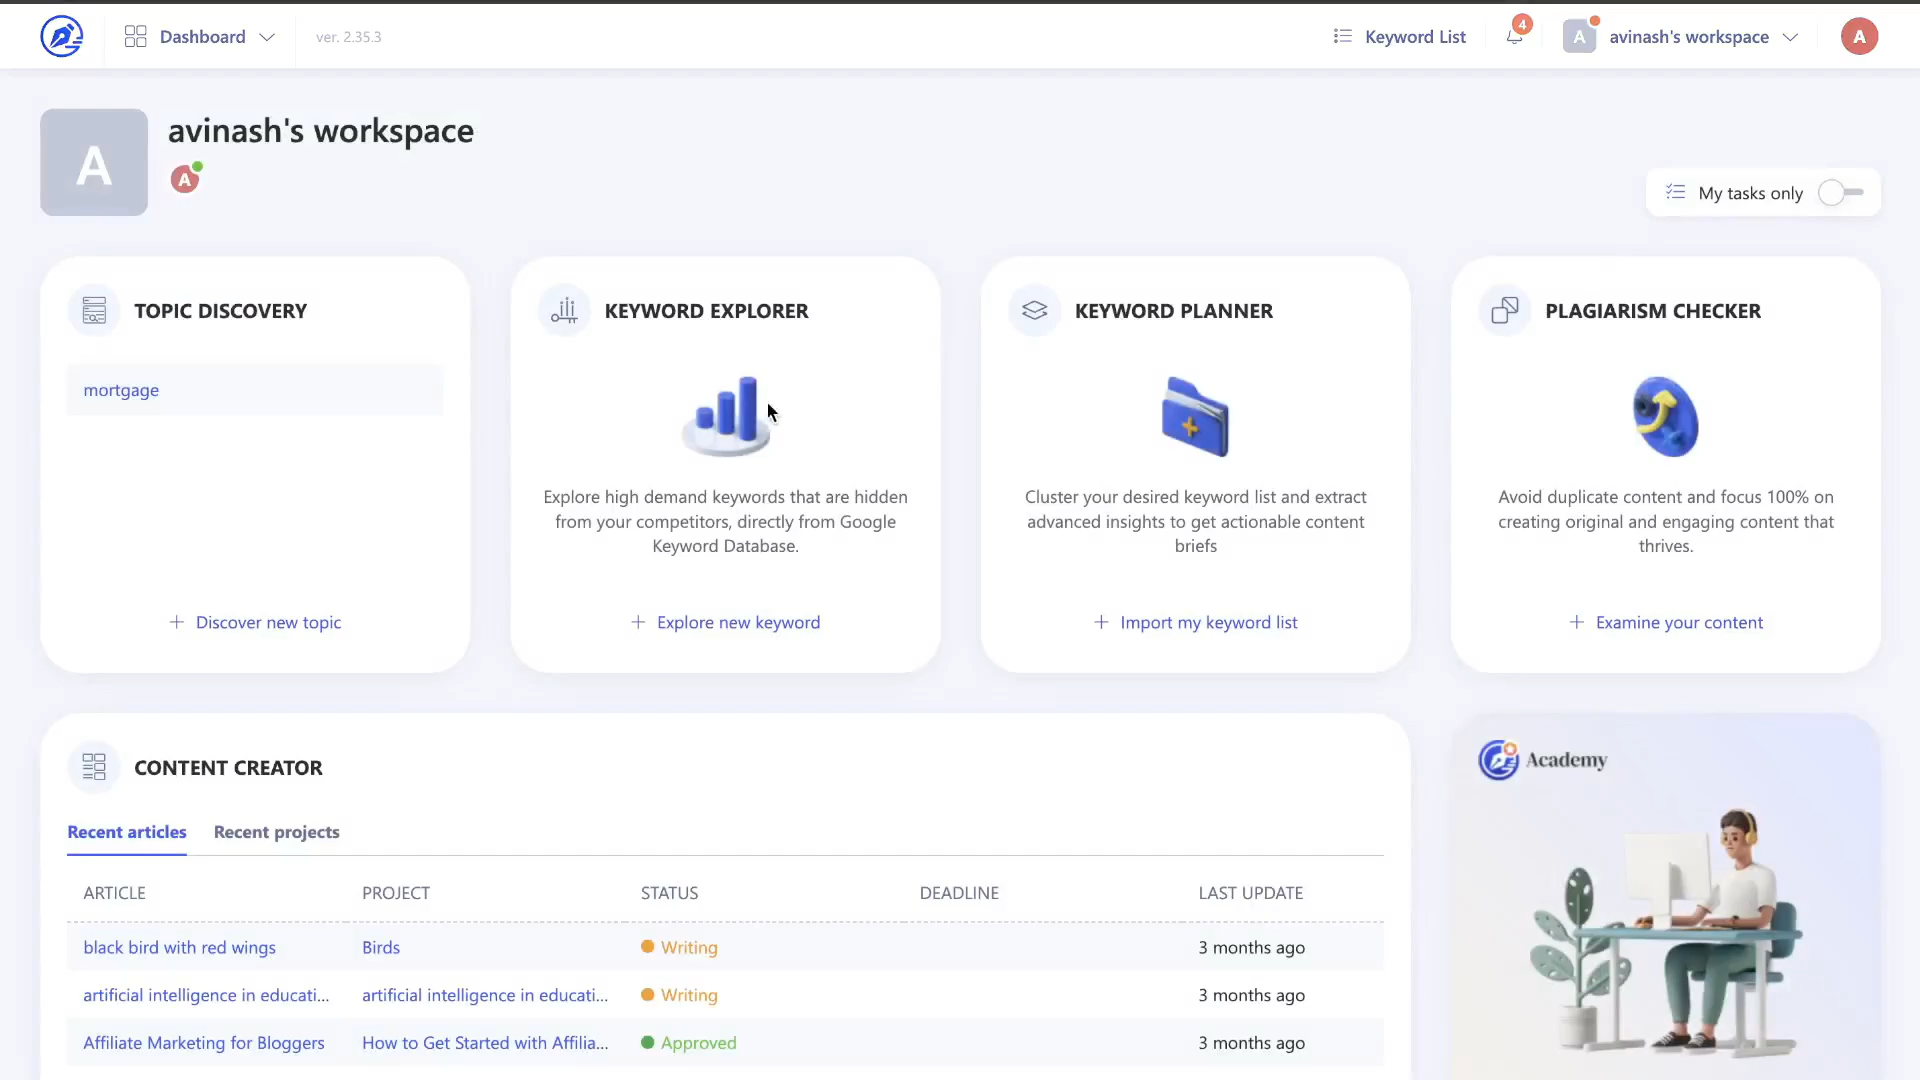 Dashboard
ver. 2.35.3
Keyword List
4
A
avinash's workspace
A
A
avinash's workspace
A
My tasks only
TOPIC DISCOVERY
mortgage
Discover new topic
KEYWORD EXPLORER
Explore high demand keywords that are hidden
from your competitors, directly from Google
Keyword Database.
Explore new keyword
KEYWORD PLANNER
Cluster your desired keyword list and extract
advanced insights to get actionable content
briefs
Import my keyword list
PLAGIARISM CHECKER
Avoid duplicate content and focus 100% on
creating original and engaging content that
thrives.
Examine your content
CONTENT CREATOR
Recent articles Recent projects
ARTICLE PROJECT STATUS DEADLINE LAST UPDATE
black bird with red wings Birds Writing 3 months ago
artificial intelligence in educati... artificial intelligence in educati... Writing 3 months ago
Affiliate Marketing for Bloggers How to Get Started with Affilia... Approved 3 months ago
Academy